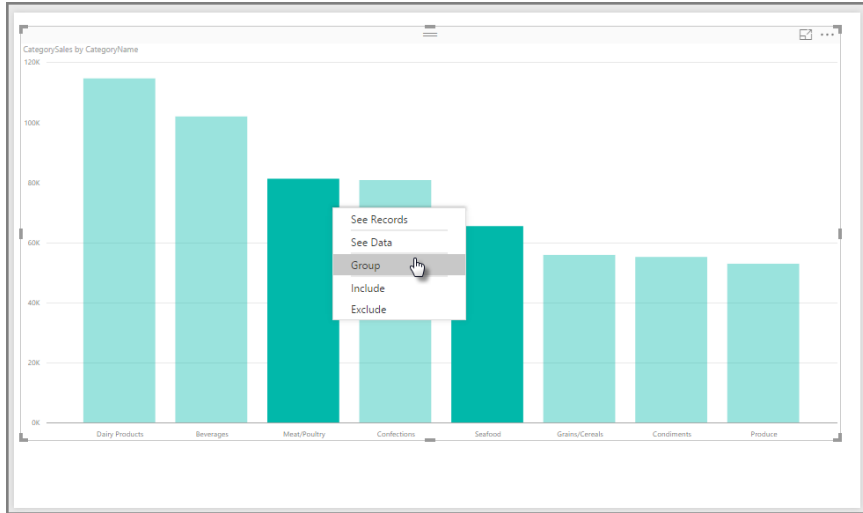 CategorySales by CategoryName
120K
100K
80K
60K
40K
20K
0K
See Records
See Data
Group
Include
Exclude
Dairy Products Beverages Meat/Poultry Confections Seafood Grains/Cereals Condiments Produce